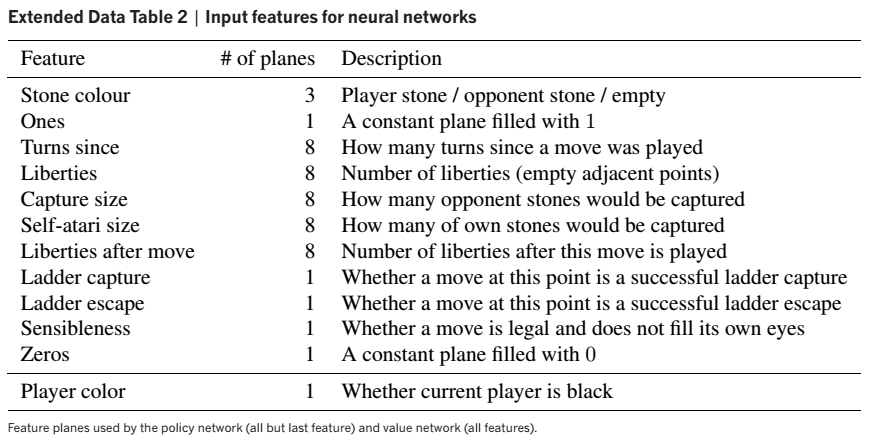 Extended Data Table 2 | Input features for neural networks
Feature # of planes Description
Stone colour 3 Player stone / opponent stone / empty
Ones 1 A constant plane filled with 1
Turns since 8 How many turns since a move was played
Liberties 8 Number of liberties (empty adjacent points)
Capture size 8 How many opponent stones would be captured
Self-atari size 8 How many of own stones would be captured
Liberties after move 8 Number of liberties after this move is played
Ladder capture 1 Whether a move at this point is a successful ladder capture
Ladder escape 1 Whether a move at this point is a successful ladder escape
Sensibleness 1 Whether a move is legal and does not fill its own eyes
Zeros 1 A constant plane filled with 0
Player color 1 Whether current player is black
Feature planes used by the policy network (all but last feature) and value network (all features).